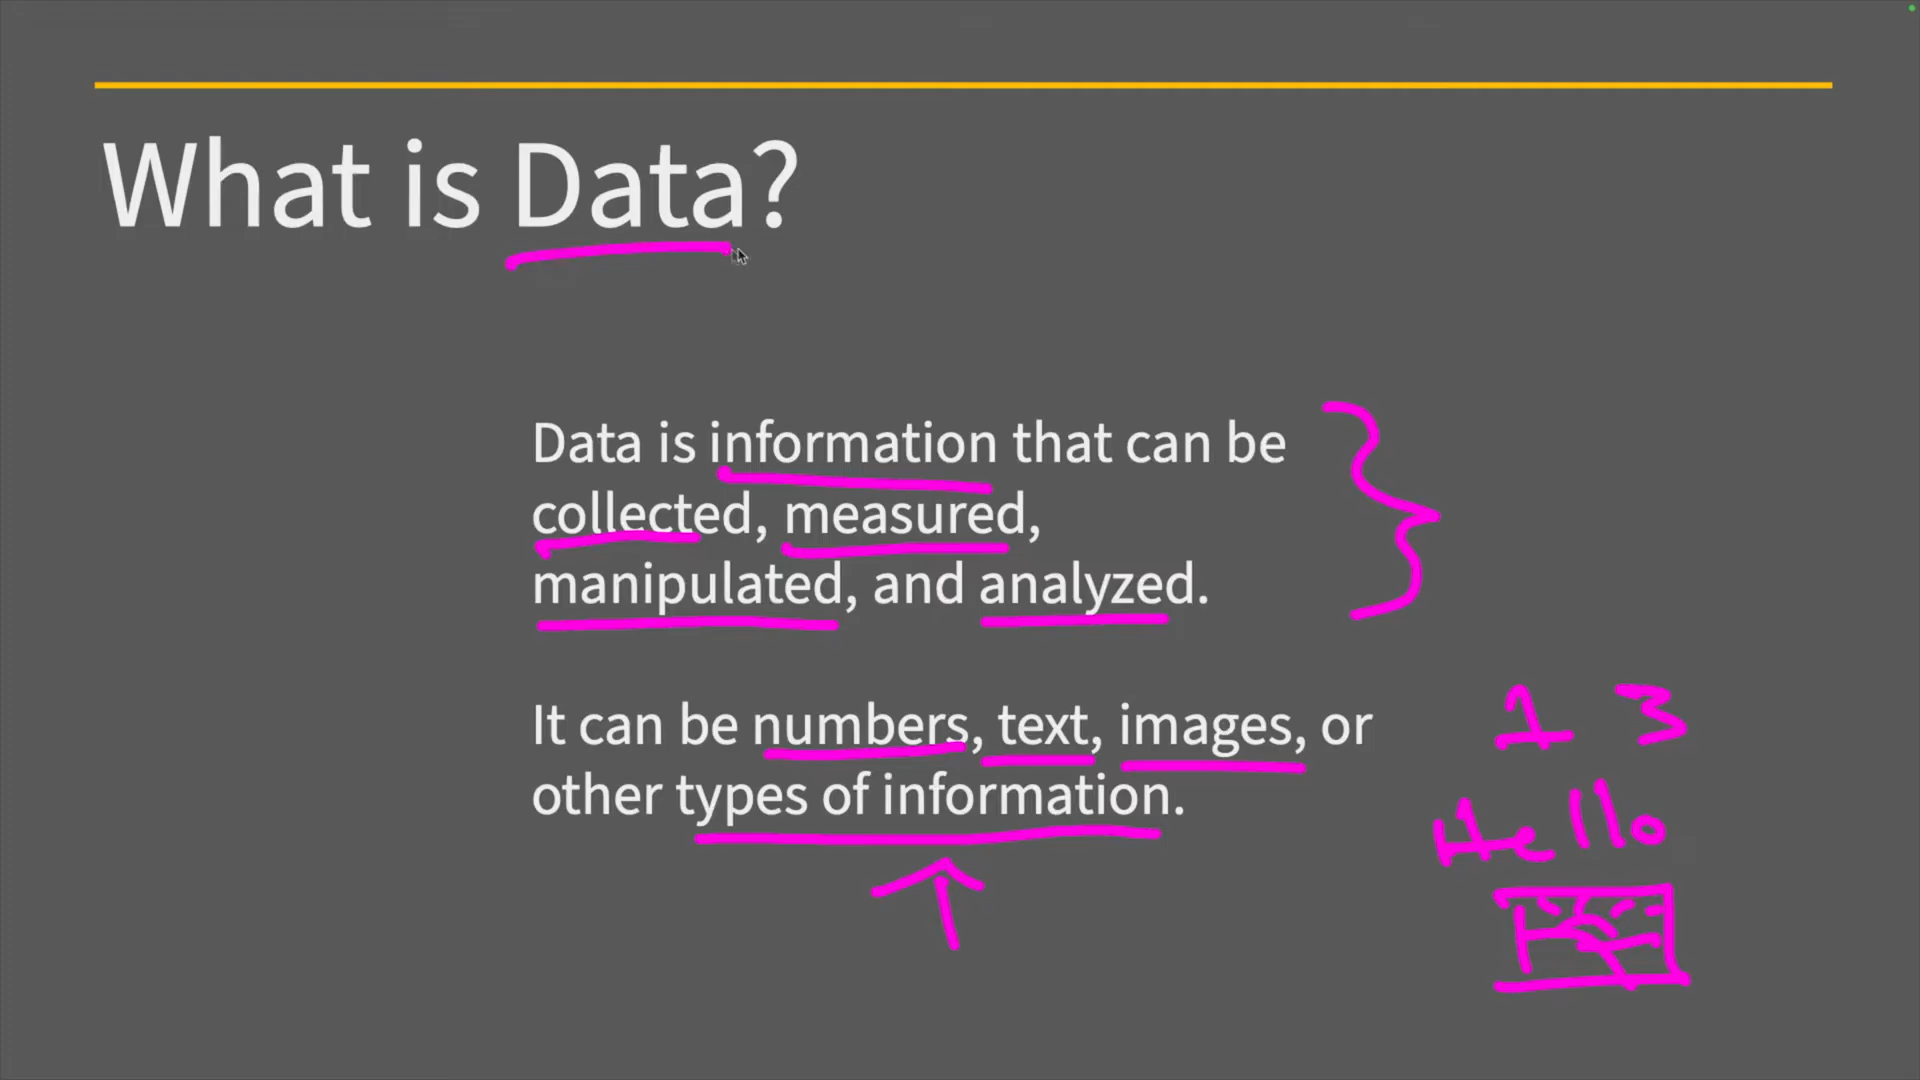 What is Data?
Data is information that can be
collected, measured,
manipulated, and analyzed.
It can be numbers, text, images, or
other types of information.
1 3
Hello